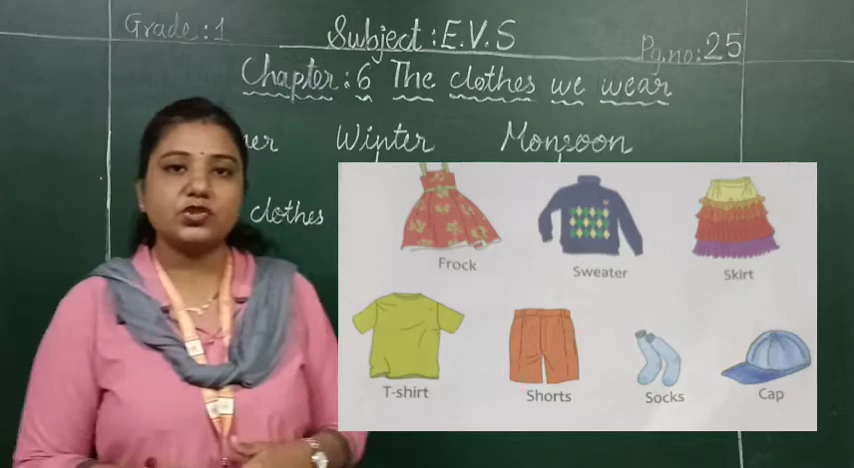 Grade:1
Subject:E.V.S
Pg.no:25
Chapter:6 The clothes we wear
Winter Monsoon
clothes
Frock Sweater Skirt
T-shirt Shorts Socks Cap